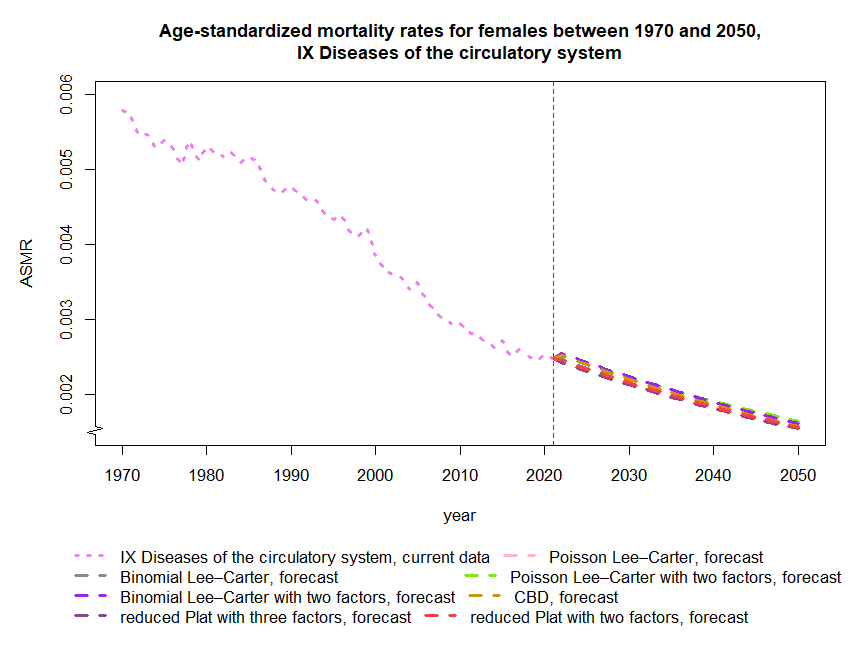 Age-standardized mortality rates for females between 1970 and 2050,
IX Diseases of the circulatory system
0.006
0.005
0.004
0.003
0.002
ASMR
1970 1980 1990 2000 2010 2020 2030 2040 2050
year
IX Diseases of the circulatory system, current data Poisson Lee–Carter, forecast
Binomial Lee–Carter, forecast Poisson Lee–Carter with two factors, forecast
Binomial Lee–Carter with two factors, forecast CBD, forecast
reduced Plat with three factors, forecast reduced Plat with two factors, forecast